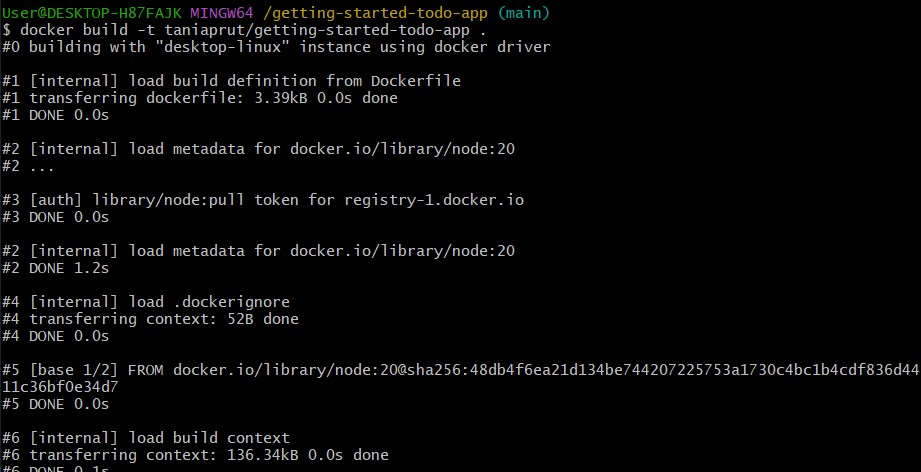 User@DESKTOP-H87FAJK MINGW64 /getting-started-todo-app (main)
$ docker build -t taniaprut/getting-started-todo-app .
#0 building with "desktop-linux" instance using docker driver
#1 [internal] load build definition from Dockerfile
#1 transferring dockerfile: 3.39kB 0.0s done
#1 DONE 0.0s
#2 [internal] load metadata for docker.io/library/node:20
#2 ...
#3 [auth] library/node:pull token for registry-1.docker.io
#3 DONE 0.0s
#2 [internal] load metadata for docker.io/library/node:20
#2 DONE 1.2s
#4 [internal] load .dockerignore
#4 transferring context: 52B done
#4 DONE 0.0s
#5 [base 1/2] FROM docker.io/library/node:20@sha256:48db4f6ea21d134be744207225753a1730c4bc1b4cdf836d44
11c36bf0e34d7
#5 DONE 0.0s
#6 [internal] load build context
#6 transferring context: 136.34kB 0.0s done
#6 DONE 0.1s